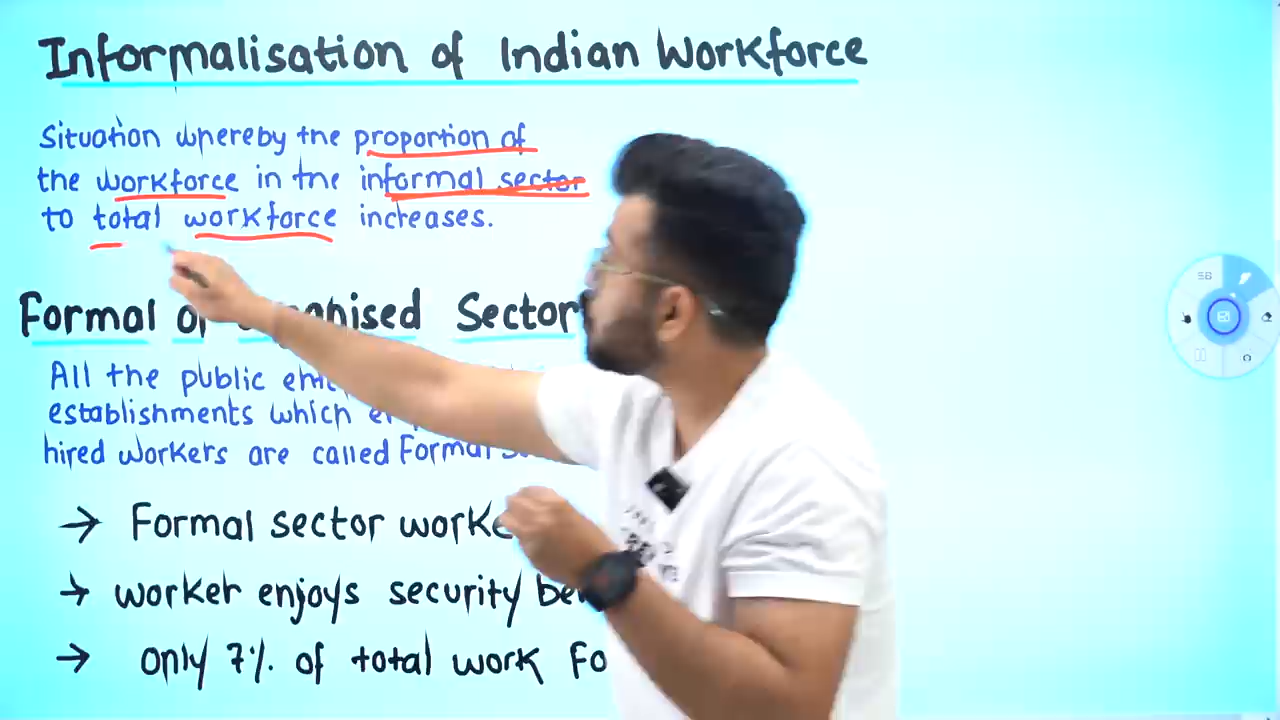 Informalisation of Indian Workforce
Situation whereby the proportion of
the workforce in the informal sector
to total workforce increases.
Formal Sector
All the public
establishments which
hired workers are called Formal
→ Formal sector
→ worker enjoys security
→ only 7% of total work